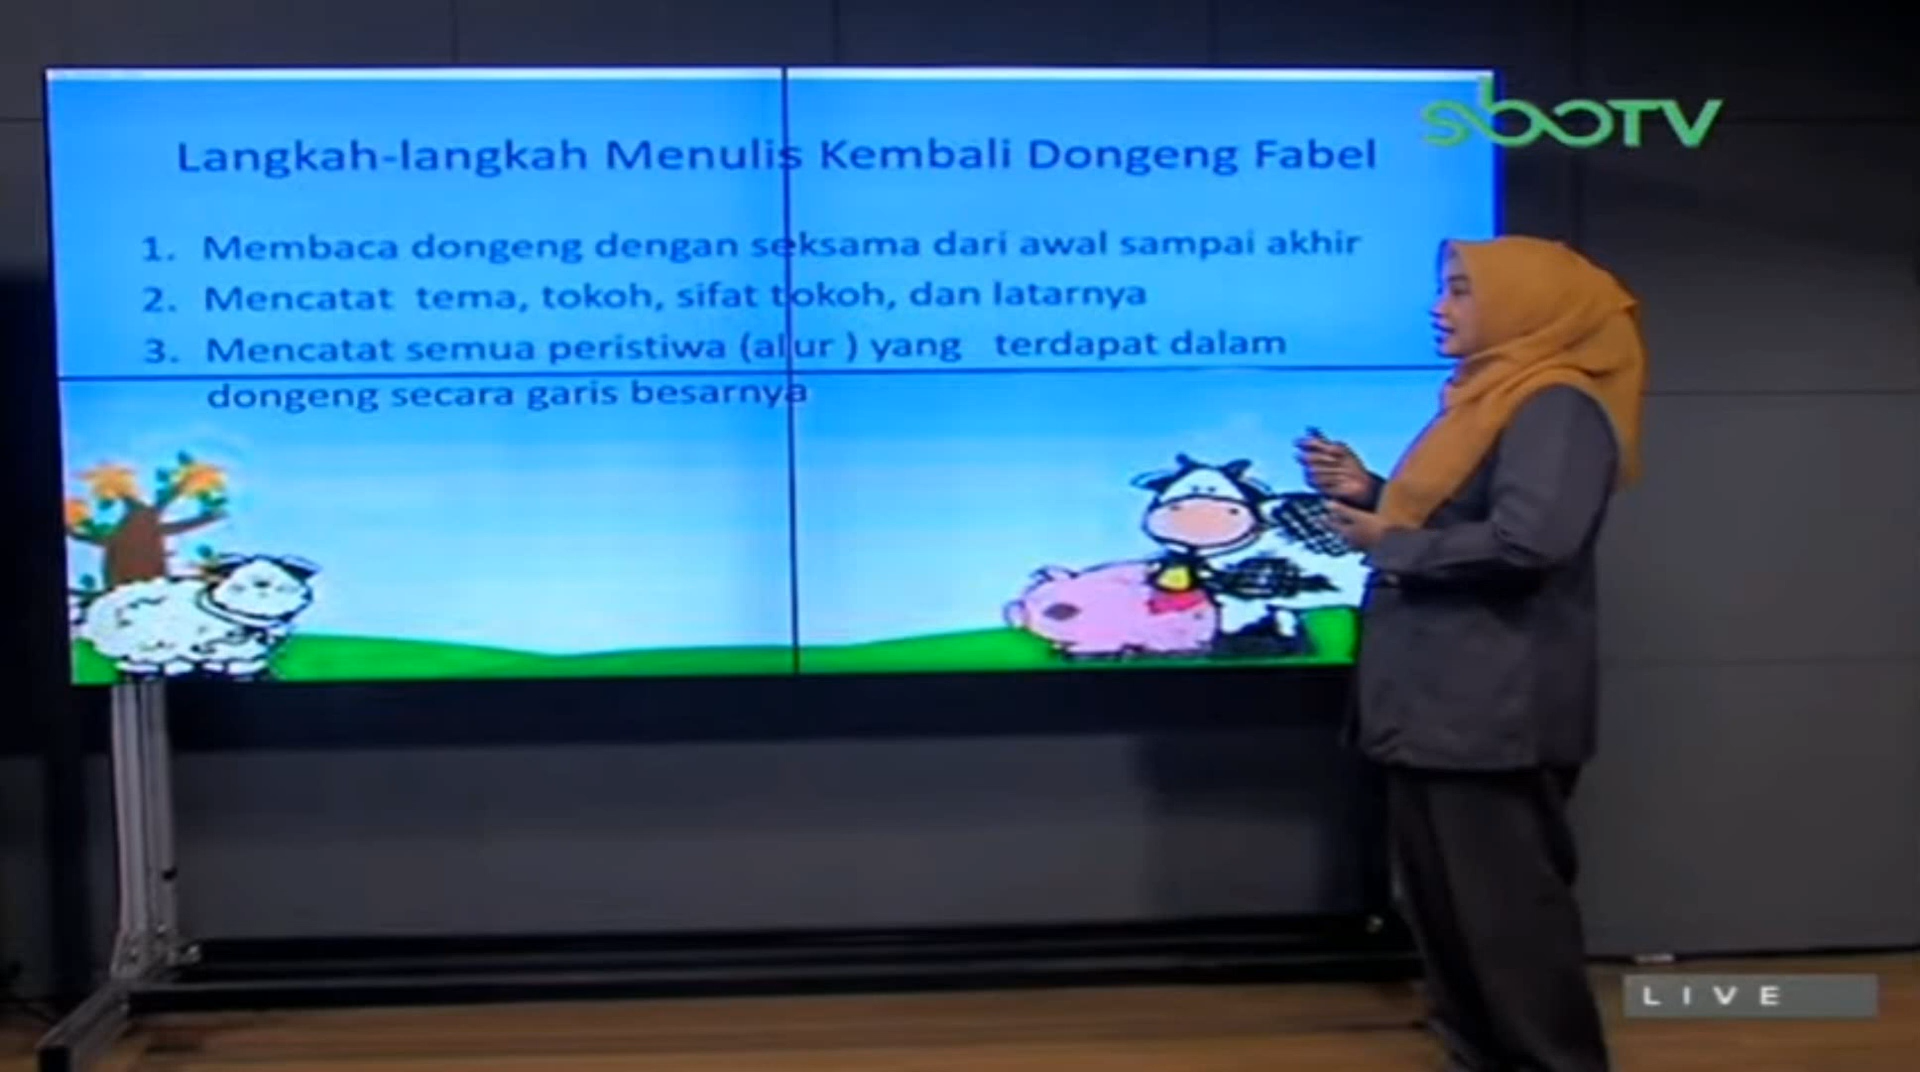 sboTV
Langkah-langkah Menulis Kembali Dongeng Fabel
1. Membaca dongeng dengan seksama dari awal sampai akhir
2. Mencatat tema, tokoh, sifat tokoh, dan latarnya
3. Mencatat semua peristiwa (alur ) yang terdapat dalam
dongeng secara garis besarnya
LIVE